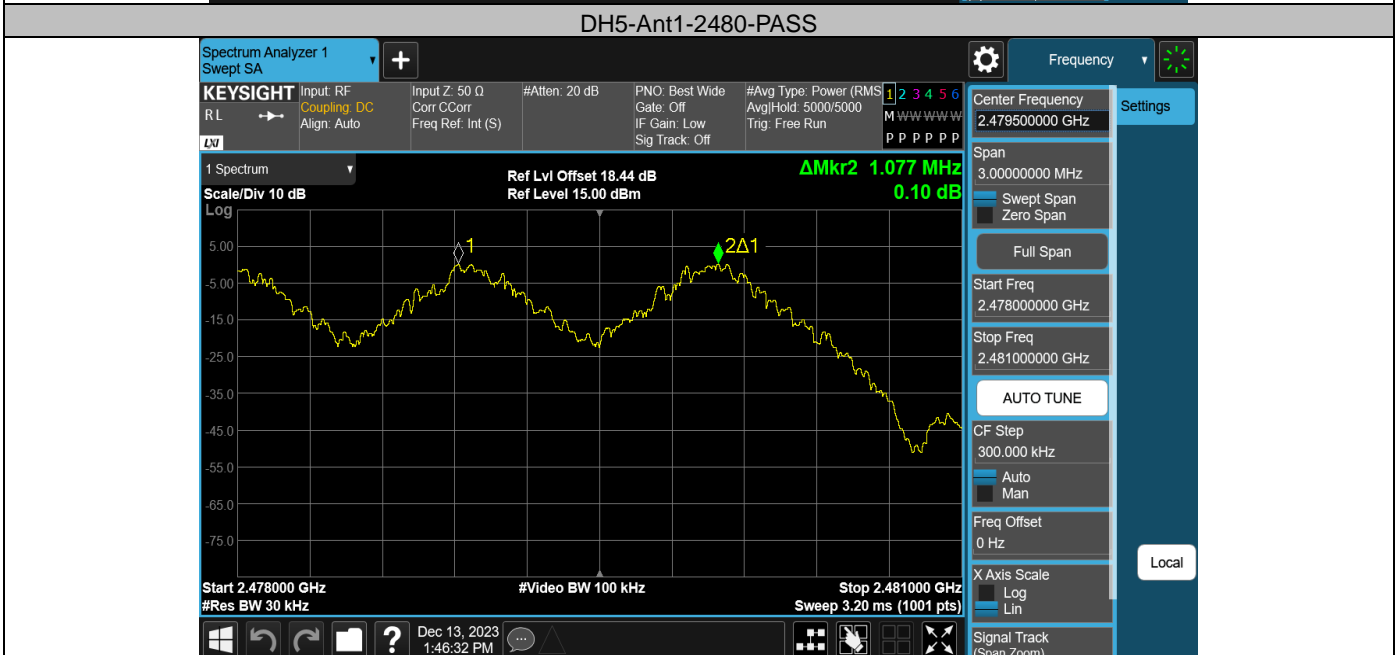 DH5-Ant1-2480-PASS
Spectrum Analyzer 1
Swept SA
Frequency
KEYSIGHT
RL
LXI
Input: RF
Coupling: DC
Align: Auto
Input Z: 50 Ω
Corr CCorr
Freq Ref: Int (S)
#Atten: 20 dB
PNO: Best Wide
Gate: Off
IF Gain: Low
Sig Track: Off
#Avg Type: Power (RMS
Avg|Hold: 5000/5000
Trig: Free Run
1 2 3 4 5 6
M W W W W W
P P P P P P
Center Frequency
2.479500000 GHz
Settings
Span
3.00000000 MHz
Swept Span
Zero Span
Full Span
Start Freq
2.478000000 GHz
Stop Freq
2.481000000 GHz
AUTO TUNE
CF Step
300.000 kHz
Auto
Man
Freq Offset
0 Hz
X Axis Scale
Log
Lin
Local
Signal Track
(Span Zoom)
1 Spectrum
Scale/Div 10 dB
Log
Ref Lvl Offset 18.44 dB
Ref Level 15.00 dBm
ΔMkr2 1.077 MHz
0.10 dB
1
2Δ1
5.00
-5.00
-15.0
-25.0
-35.0
-45.0
-55.0
-65.0
-75.0
Start 2.478000 GHz
#Res BW 30 kHz
#Video BW 100 kHz
Stop 2.481000 GHz
Sweep 3.20 ms (1001 pts)
?
Dec 13, 2023
1:46:32 PM